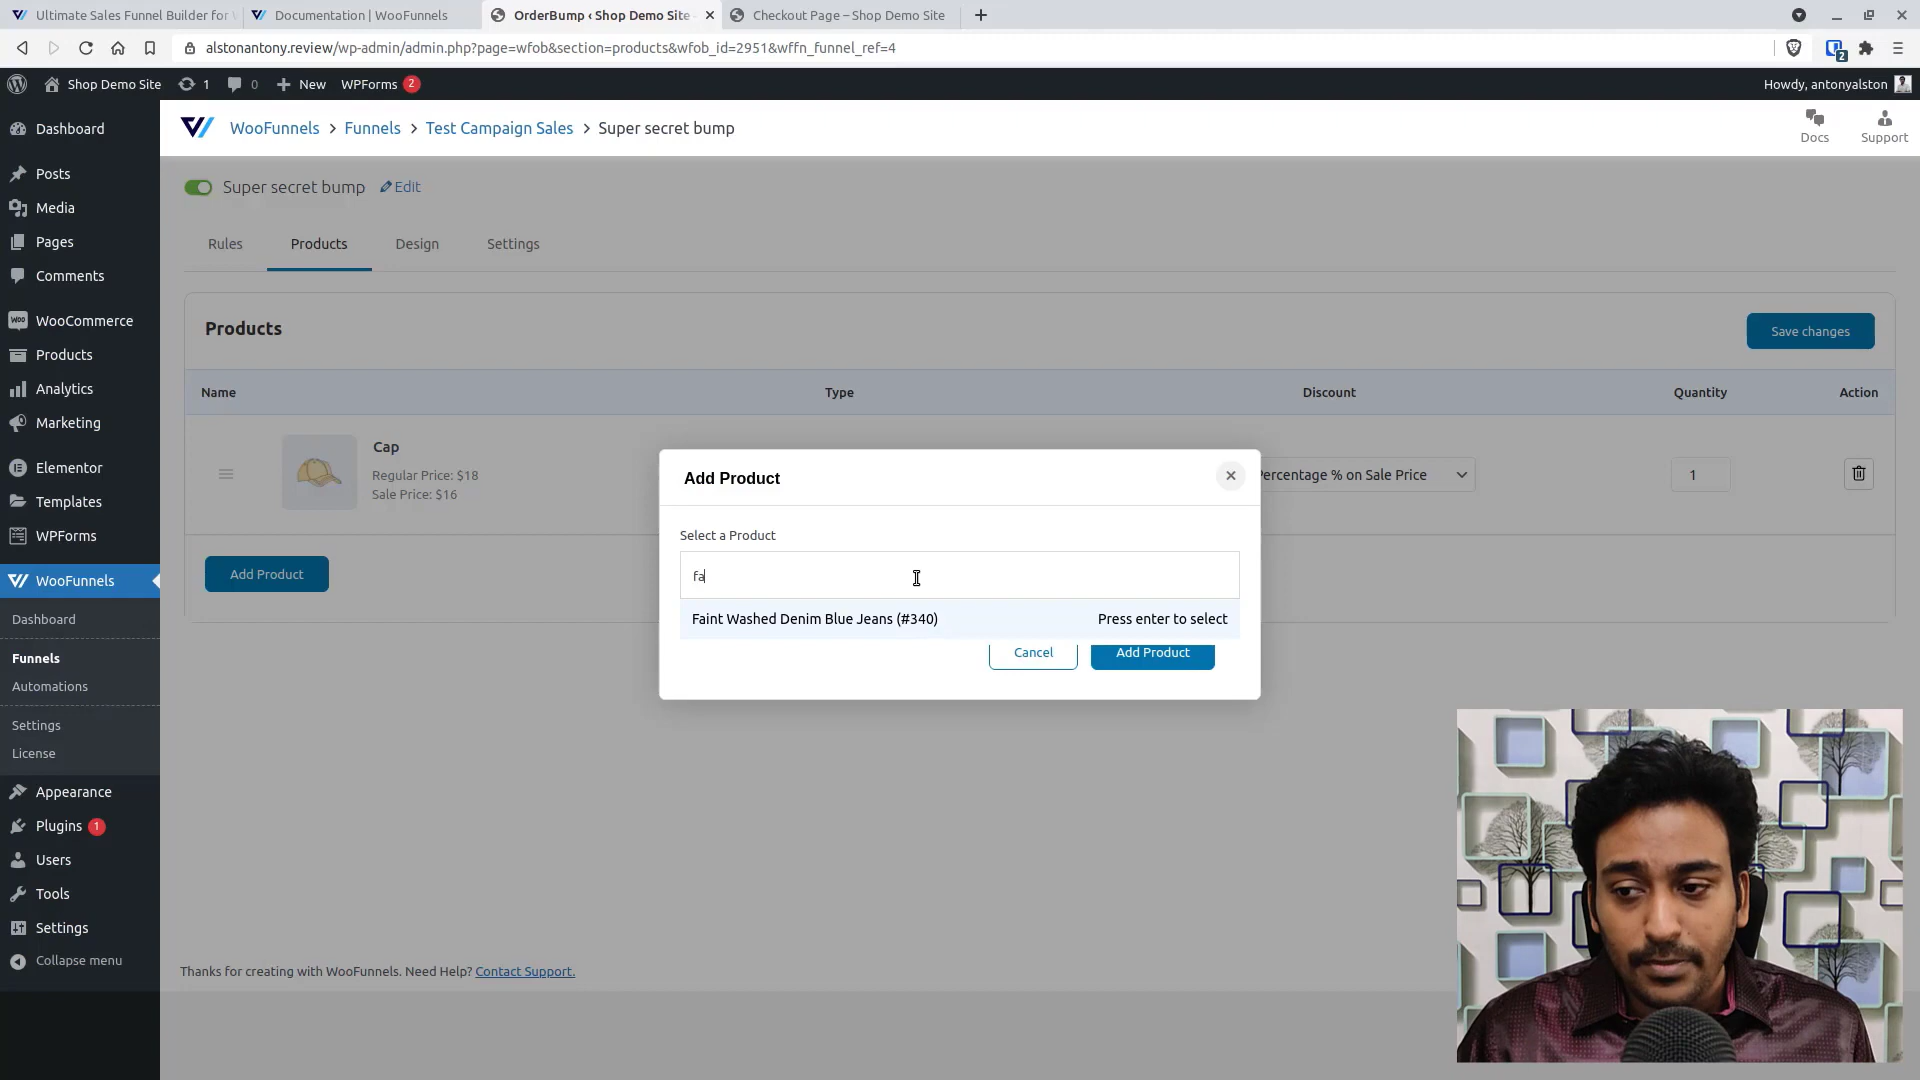 Ultimate Sales Funnel Builder for
Documentation | WooFunnels
OrderBump ‹ Shop Demo Site
Checkout Page – Shop Demo Site
alstonantony.review/wp-admin/admin.php?page=wfob&section=products&wfob_id=2951&wffn_funnel_ref=4
2
Shop Demo Site
1
0
New
WPForms 2
Howdy, antonyalston
Dashboard
Posts
Media
Pages
Comments
WooCommerce
Products
Analytics
Marketing
Elementor
Templates
WPForms
WooFunnels
Dashboard
Funnels
Automations
Settings
License
Appearance
Plugins 1
Users
Tools
Settings
Collapse menu
WooFunnels > Funnels > Test Campaign Sales > Super secret bump
Docs
Support
Super secret bump Edit
Rules Products Design Settings
Products
Save changes
Name Type Discount Quantity Action
Cap
Regular Price: $18
Sale Price: $16
Percentage % on Sale Price
1
Add Product
Add Product
Select a Product
fa
Faint Washed Denim Blue Jeans (#340) Press enter to select
Cancel
Add Product
Thanks for creating with WooFunnels. Need Help? Contact Support.